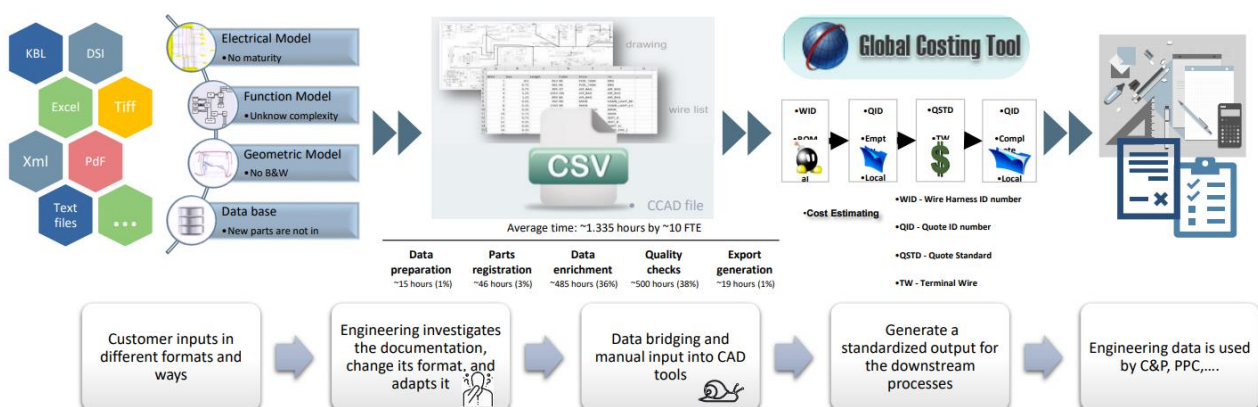 KBL
DSI
Excel
Tiff
Xml
PdF
Text
files
...
Electrical Model
•No maturity
Function Model
•Unknow complexity
Geometric Model
•No B&W
Data base
•New parts are not in
drawing
wire list
CSV
• CCAD file
Average time: ~1.335 hours by ~10 FTE
Data
preparation
~15 hours (1%)
Parts
registration
~46 hours (3%)
Data
enrichment
~485 hours (36%)
Quality
checks
~500 hours (38%)
Export
generation
~19 hours (1%)
Global Costing Tool
•WID
al
•QID
•Empt
•Local
•QSTD
•TW
$
•QID
•Compl
•Local
•Cost Estimating
•WID - Wire Harness ID number
•QID - Quote ID number
•QSTD - Quote Standard
•TW - Terminal Wire
Customer inputs in
different formats and
ways
Engineering investigates
the documentation,
change its format, and
adapts it
Data bridging and
manual input into CAD
tools
Generate a
standardized output for
the downstream
processes
Engineering data is used
by C&P, PPC,....